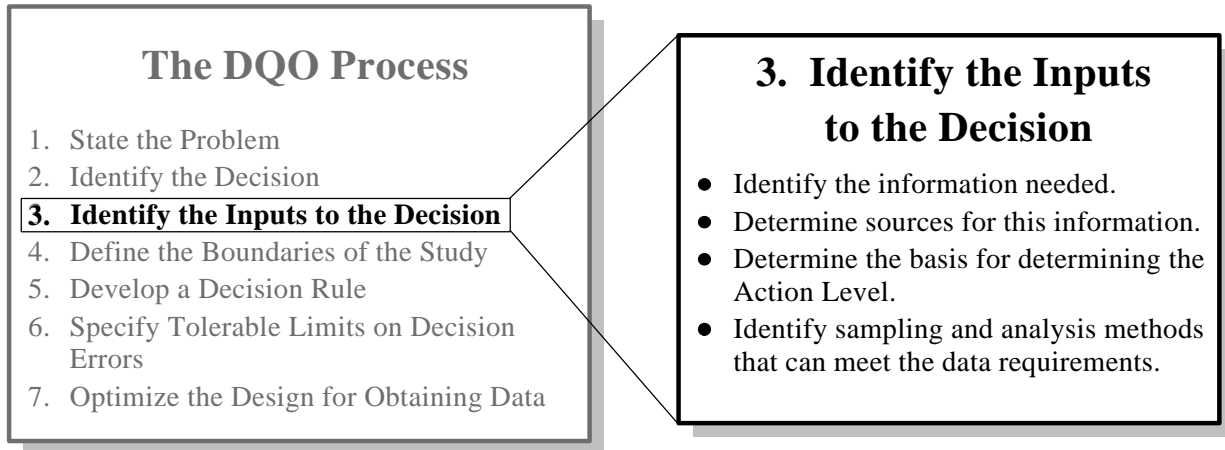 The DQO Process
1. State the Problem
2. Identify the Decision
3. Identify the Inputs to the Decision
4. Define the Boundaries of the Study
5. Develop a Decision Rule
6. Specify Tolerable Limits on Decision
Errors
7. Optimize the Design for Obtaining Data
3. Identify the Inputs
to the Decision
● Identify the information needed.
● Determine sources for this information.
● Determine the basis for determining the
Action Level.
● Identify sampling and analysis methods
that can meet the data requirements.